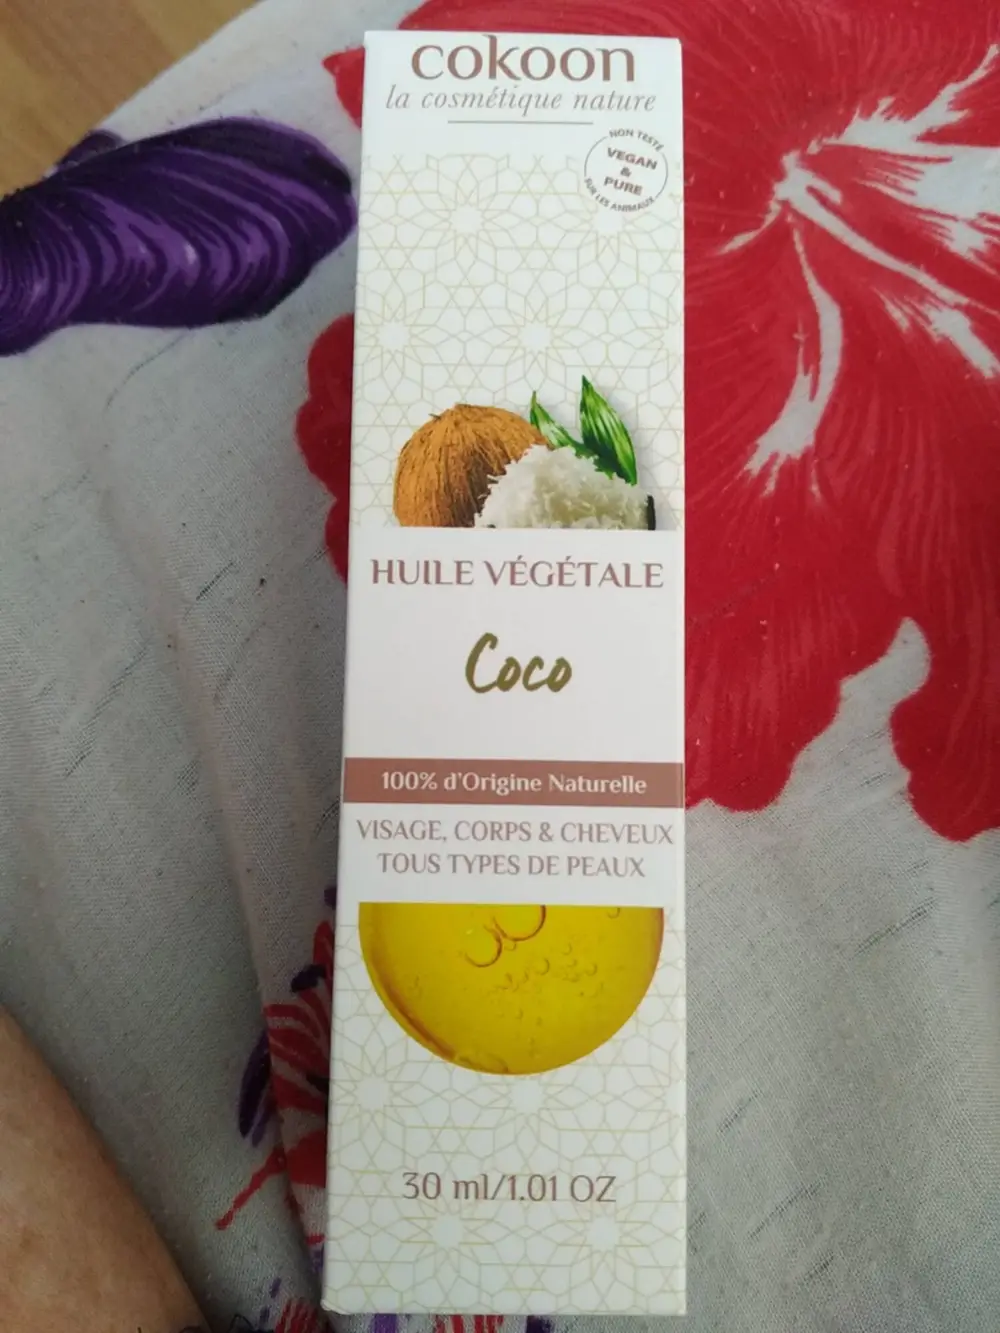 cokoon
la cosmétique nature
NON TESTÉ
VEGAN
&
PURE
SUR LES ANIMAUX
HUILE VÉGÉTALE
Coco
100% d'Origine Naturelle
VISAGE, CORPS & CHEVEUX
TOUS TYPES DE PEAUX
30 ml/1.01 OZ